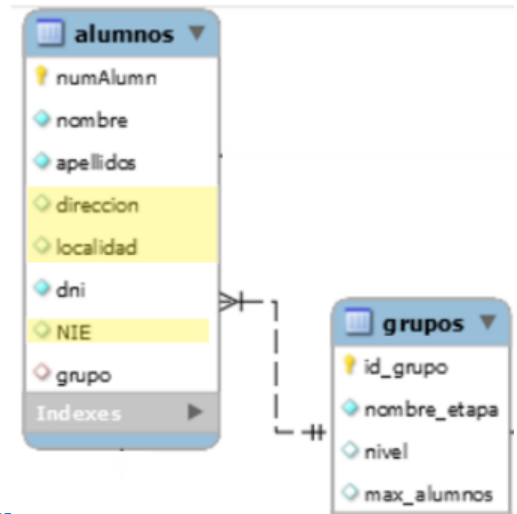 alumnos
numAlumn
nombre
apellidos
direccion
localidad
dni
NIE
grupo
Indexes
grupos
id_grupo
nombre_etapa
nivel
max_alumnos